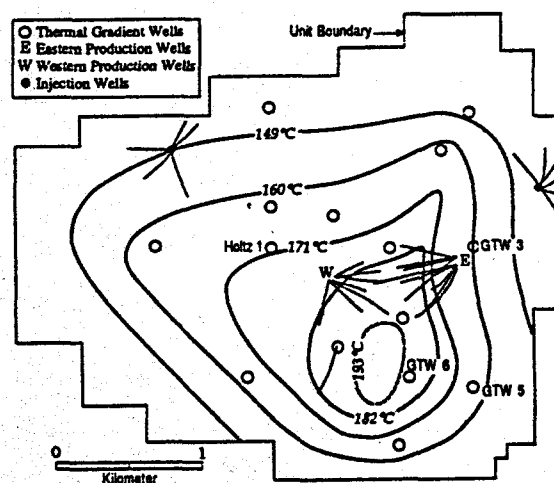 Thermal Gradient Wells
E Eastern Production Wells
W Western Production Wells
Injection Wells
Unit Boundary
149°C
160°C
171°C
Holtz 1
GTW 3
E
W
193°C
GTW 6
GTW 5
182°C
0 1
Kilometer